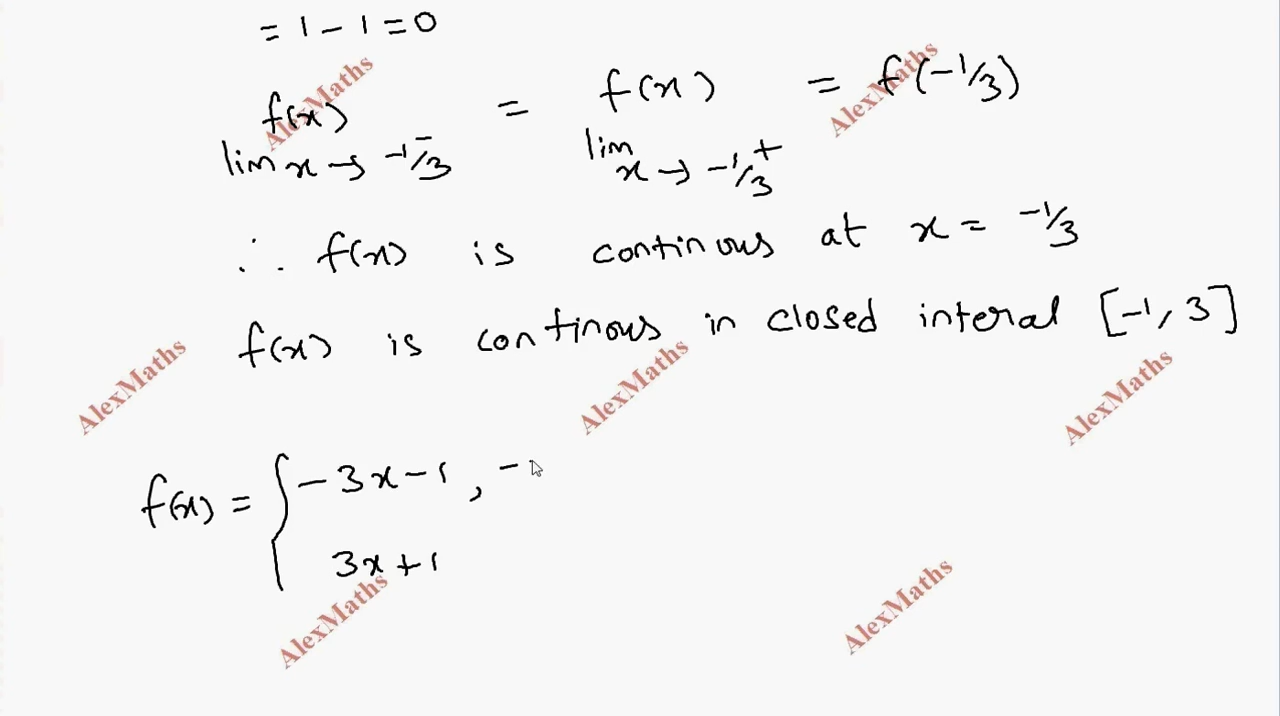 = 1 - 1 = 0
f(x) = f(x) = f(-1/3)
lim x → -1/3⁻ lim x → -1/3⁺
∴ f(x) is continous at x = -1/3
f(x) is continous in closed interal [-1, 3]
f(x) = { -3x - 1 , -
3x + 1
AlexMaths
AlexMaths
AlexMaths
AlexMaths
AlexMaths
AlexMaths
AlexMaths